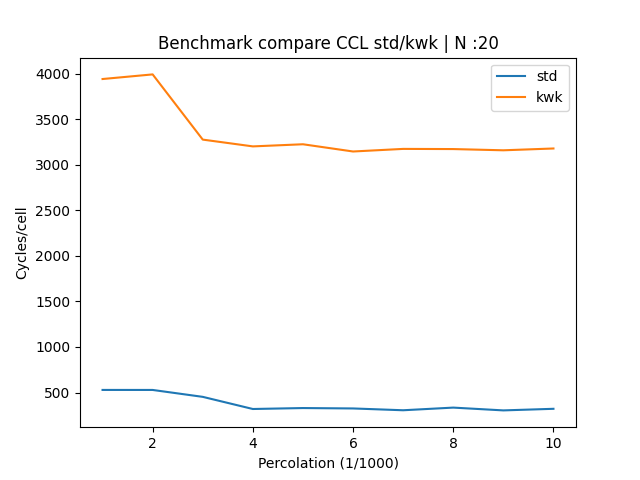 Benchmark compare CCL std/kwk | N :20
std
kwk
4000
3500
3000
2500
2000
1500
1000
500
Cycles/cell
2
4
6
8
10
Percolation (1/1000)